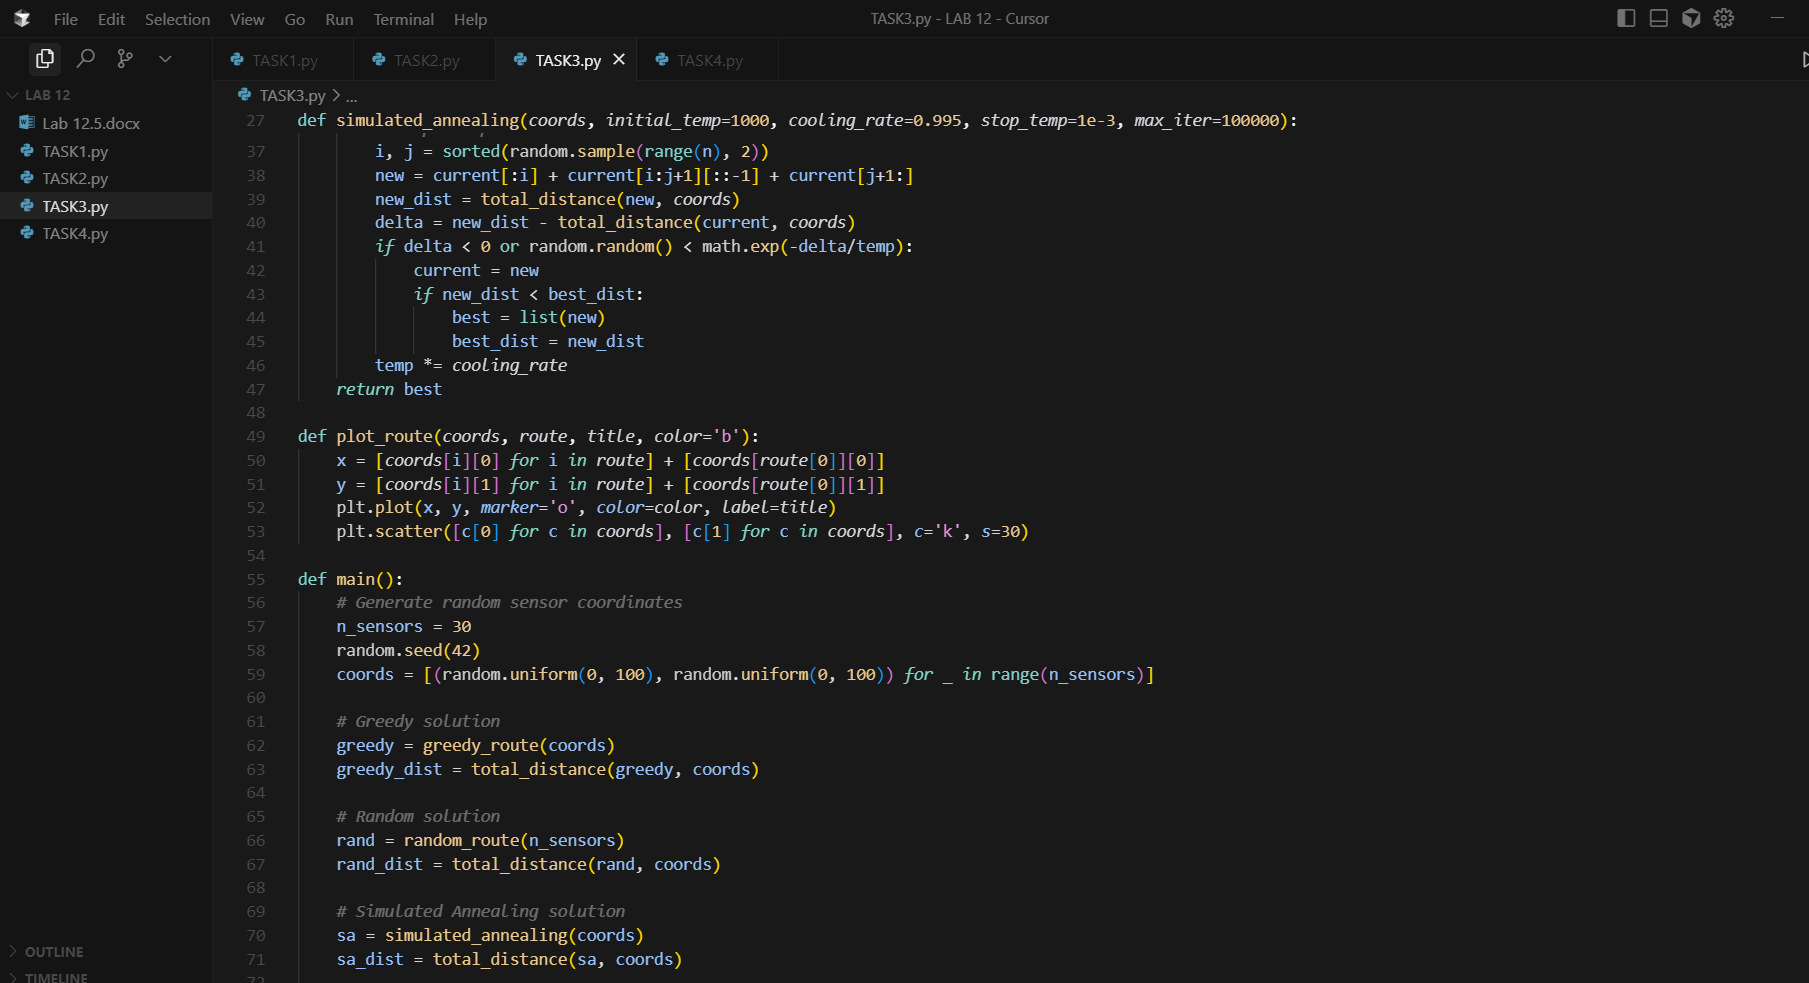 File Edit Selection View Go Run Terminal Help
TASK3.py - LAB 12 - Cursor
LAB 12
Lab 12.5.docx
TASK1.py
TASK2.py
TASK3.py
TASK4.py
OUTLINE
TIMELINE
TASK1.py TASK2.py TASK3.py TASK4.py
TASK3.py > ...
27 def simulated_annealing(coords, initial_temp=1000, cooling_rate=0.995, stop_temp=1e-3, max_iter=100000):
37 i, j = sorted(random.sample(range(n), 2))
38 new = current[:i] + current[i:j+1][::-1] + current[j+1:]
39 new_dist = total_distance(new, coords)
40 delta = new_dist - total_distance(current, coords)
41 if delta < 0 or random.random() < math.exp(-delta/temp):
42 current = new
43 if new_dist < best_dist:
44 best = list(new)
45 best_dist = new_dist
46 temp *= cooling_rate
47 return best
48
49 def plot_route(coords, route, title, color='b'):
50 x = [coords[i][0] for i in route] + [coords[route[0]][0]]
51 y = [coords[i][1] for i in route] + [coords[route[0]][1]]
52 plt.plot(x, y, marker='o', color=color, label=title)
53 plt.scatter([c[0] for c in coords], [c[1] for c in coords], c='k', s=30)
54
55 def main():
56 # Generate random sensor coordinates
57 n_sensors = 30
58 random.seed(42)
59 coords = [(random.uniform(0, 100), random.uniform(0, 100)) for _ in range(n_sensors)]
60
61 # Greedy solution
62 greedy = greedy_route(coords)
63 greedy_dist = total_distance(greedy, coords)
64
65 # Random solution
66 rand = random_route(n_sensors)
67 rand_dist = total_distance(rand, coords)
68
69 # Simulated Annealing solution
70 sa = simulated_annealing(coords)
71 sa_dist = total_distance(sa, coords)
72